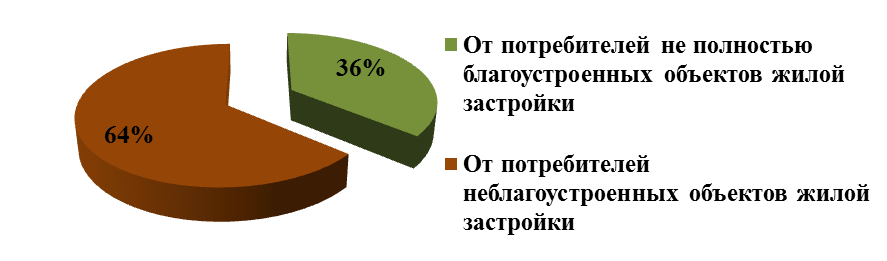 36%
64%
От потребителей не полностью
благоустроенных объектов жилой
застройки
От потребителей
неблагоустроенных объектов жилой
застройки